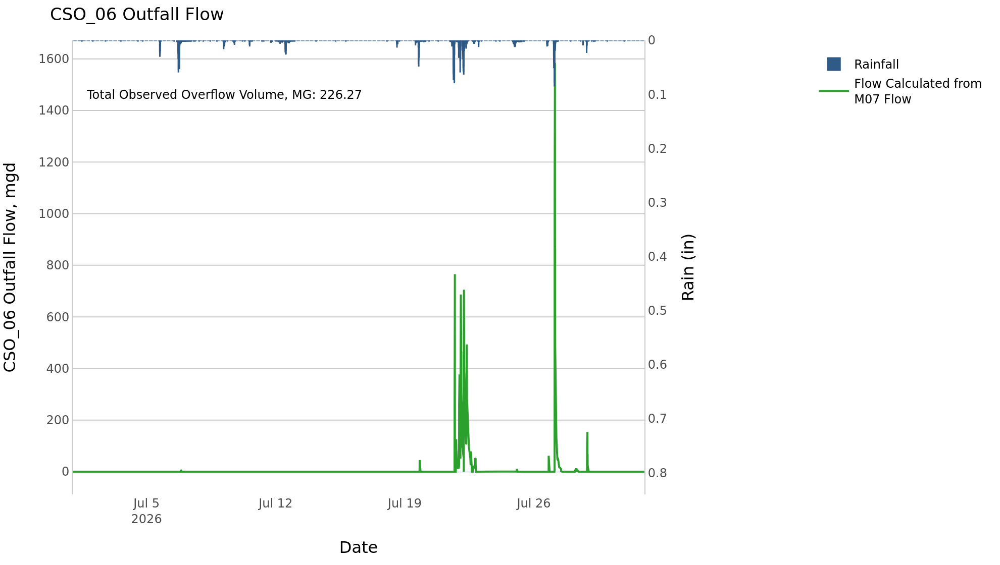 CSO_06 Outfall Flow
Total Observed Overflow Volume, MG: 226.27
CSO_06 Outfall Flow, mgd
1600
1400
1200
1000
800
600
400
200
0
0
0.1
0.2
0.3
0.4
0.5
0.6
0.7
0.8
Rain (in)
Jul 5
2026
Jul 12
Jul 19
Jul 26
Date
Rainfall
Flow Calculated from
M07 Flow